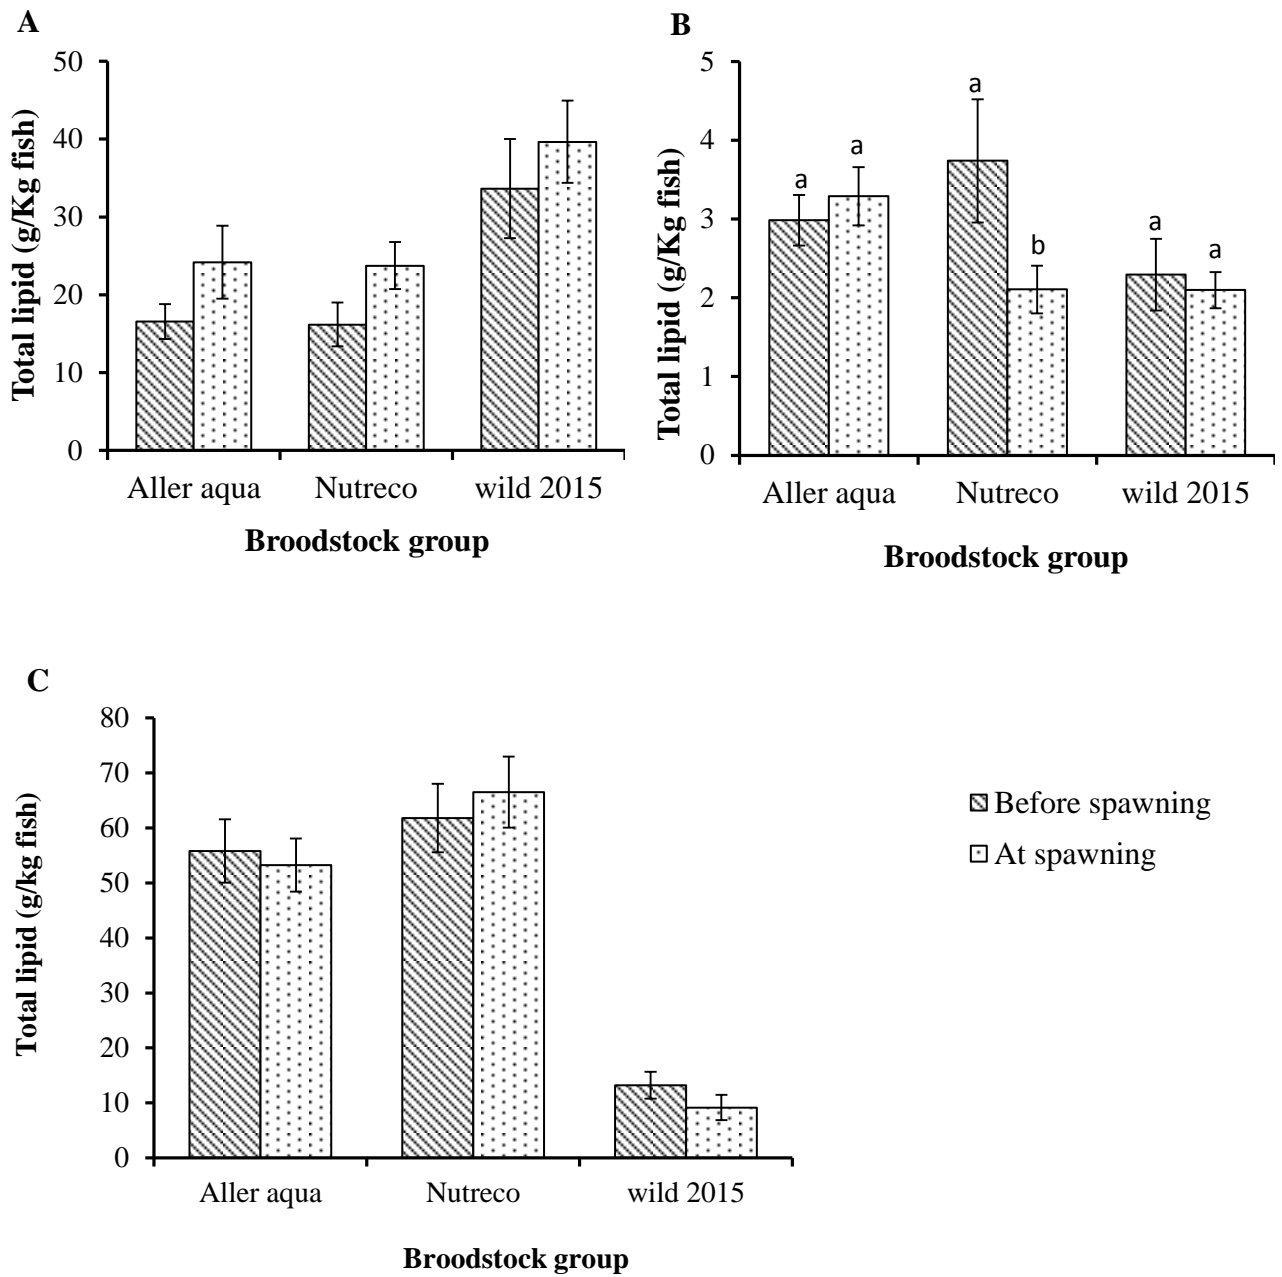 A
Total lipid (g/Kg fish)
50
40
30
20
10
0
Aller aqua Nutreco wild 2015
Broodstock group
B
Total lipid (g/Kg fish)
5
4
3
2
1
0
a a a b a a
Aller aqua Nutreco wild 2015
Broodstock group
C
Total lipid (g/kg fish)
80
70
60
50
40
30
20
10
0
Aller aqua Nutreco wild 2015
Broodstock group
Before spawning
At spawning